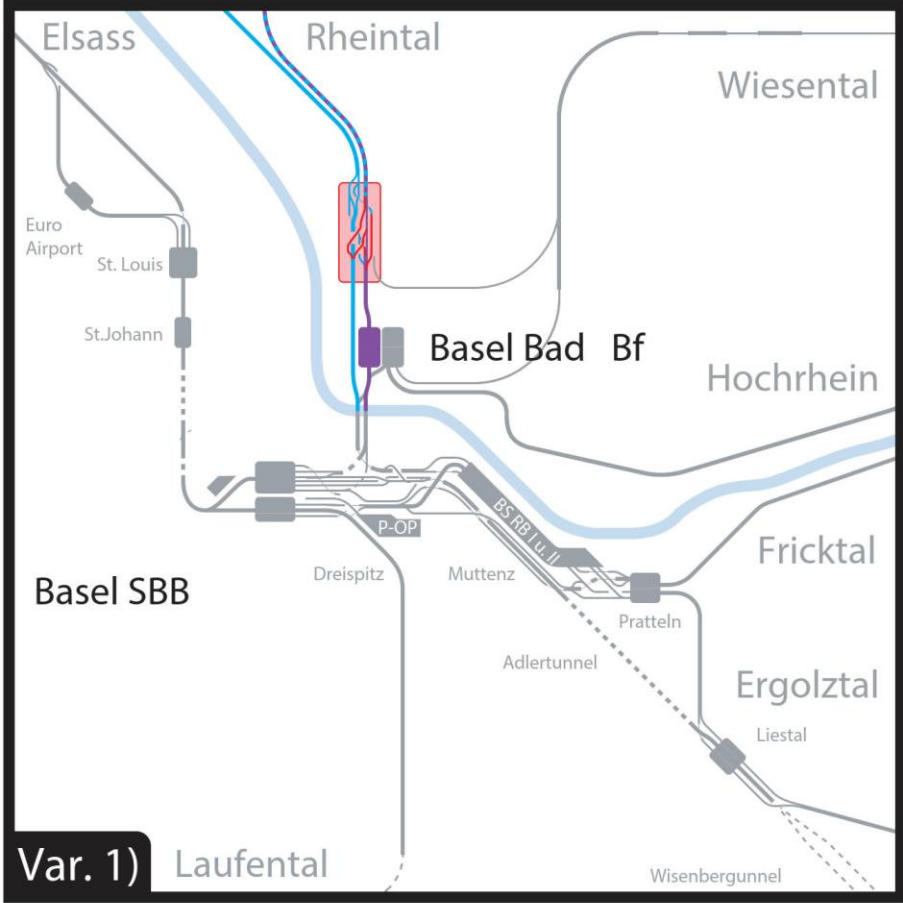 Elsass
Rheintal
Wiesental
Euro
Airport
St. Louis
St.Johann
Basel Bad Bf
Hochrhein
P-OP
BS RB I u. II
Fricktal
Dreispitz
Muttenz
Basel SBB
Pratteln
Adlertunnel
Ergolztal
Liestal
Var. 1)
Laufental
Wisenbergunnel